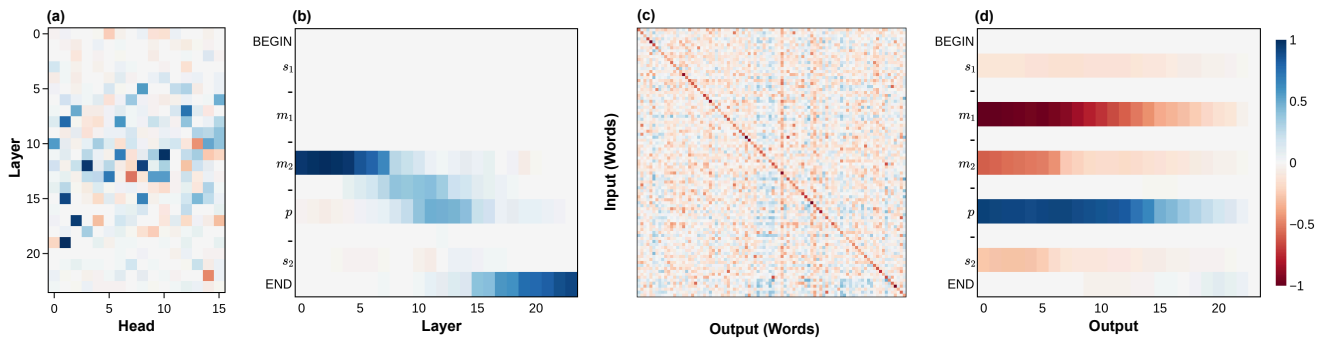 (a)
0
5
10
15
20
Layer
0
5
10
15
Head
(b)
BEGIN
s₁
-
m₁
-
m₂
-
p
-
s₂
END
0
5
10
15
20
Layer
(c)
Input (Words)
Output (Words)
(d)
BEGIN
s₁
-
m₁
-
m₂
-
p
-
s₂
END
0
5
10
15
20
Output
1
0.5
0
−0.5
−1